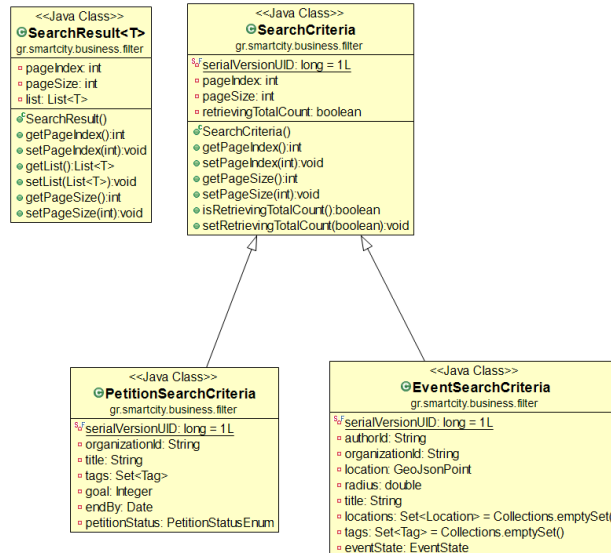 <<Java Class>>
SearchResult<T>
gr.smartcity.business.filter
pageIndex: int
pageSize: int
list: List<T>
SearchResult()
getPageIndex():int
setPageIndex(int):void
getList():List<T>
setList(List<T>):void
getPageSize():int
setPageSize(int):void
<<Java Class>>
SearchCriteria
gr.smartcity.business.filter
serialVersionUID: long = 1L
pageIndex: int
pageSize: int
retrievingTotalCount: boolean
SearchCriteria()
getPageIndex():int
setPageIndex(int):void
getPageSize():int
setPageSize(int):void
isRetrievingTotalCount():boolean
setRetrievingTotalCount(boolean):void
<<Java Class>>
PetitionSearchCriteria
gr.smartcity.business.filter
serialVersionUID: long = 1L
organizationId: String
title: String
tags: Set<Tag>
goal: Integer
endBy: Date
petitionStatus: PetitionStatusEnum
<<Java Class>>
EventSearchCriteria
gr.smartcity.business.filter
serialVersionUID: long = 1L
authorId: String
organizationId: String
location: GeoJsonPoint
radius: double
title: String
locations: Set<Location> = Collections.emptySet()
tags: Set<Tag> = Collections.emptySet()
eventState: EventState